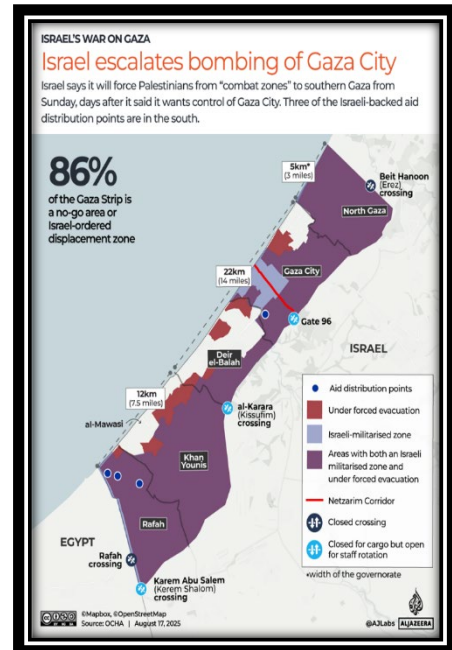 ISRAEL'S WAR ON GAZA
Israel escalates bombing of Gaza City
Israel says it will force Palestinians from “combat zones” to southern Gaza from
Sunday, days after it said it wants control of Gaza City. Three of the Israeli-backed aid
distribution points are in the south.
86%
of the Gaza Strip is
a no-go area or
Israel-ordered
displacement zone
5km*
(3 miles)
Beit Hanoon
(Erez)
crossing
North Gaza
22km
(14 miles)
Gaza City
Gate 96
ISRAEL
Deir
el-Balah
12km
(7.5 miles)
al-Mawasi
al-Karara
(Kissufim)
crossing
Khan
Younis
Rafah
EGYPT
Rafah
crossing
Karem Abu Salem
(Kerem Shalom)
crossing
Aid distribution points
Under forced evacuation
Israeli-militarised zone
Areas with both an Israeli
militarised zone and
under forced evacuation
Netzarim Corridor
Closed crossing
Closed for cargo but open
for staff rotation
*width of the governorate
©Mapbox, ©OpenStreetMap
Source: OCHA | August 17, 2025
@AJLabs ALJAZEERA